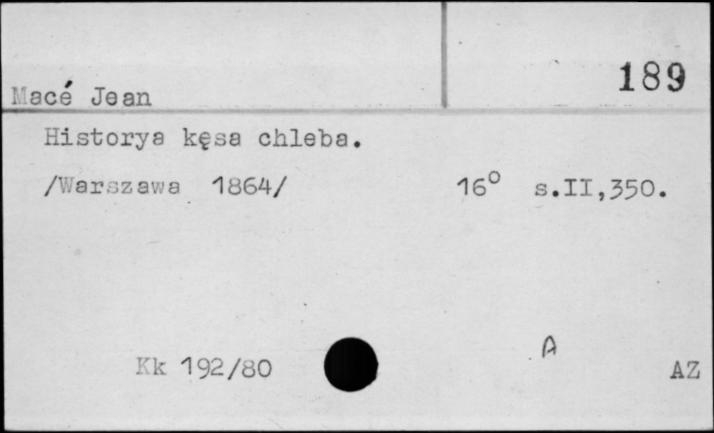 189
Macé Jean
Historya kęsa chleba.
/Warszawa 1864/ 16° s.II,350.
A
Kk 192/80 AZ